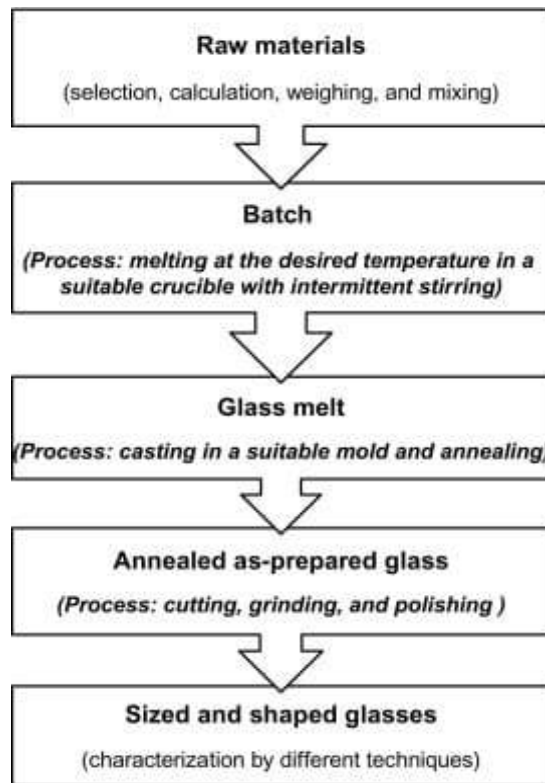 Raw materials
(selection, calculation, weighing, and mixing)
Batch
(Process: melting at the desired temperature in a
suitable crucible with intermittent stirring)
Glass melt
(Process: casting in a suitable mold and annealing)
Annealed as-prepared glass
(Process: cutting, grinding, and polishing )
Sized and shaped glasses
(characterization by different techniques)